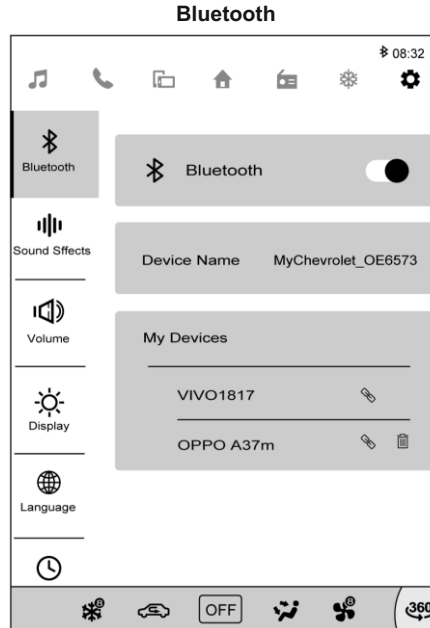 Bluetooth
08:32
Bluetooth
Bluetooth
Sound Sffects
Device Name MyChevrolet_OE6573
Volume
My Devices
VIVO1817
Display
OPPO A37m
Language
OFF
360